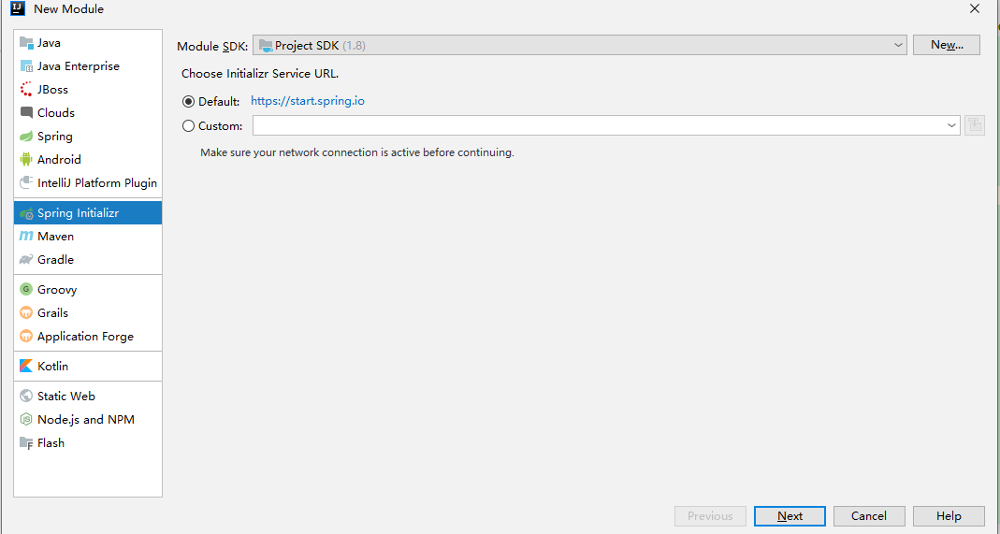 New Module
Java
Java Enterprise
JBoss
Clouds
Spring
Android
IntelliJ Platform Plugin
Spring Initializr
Maven
Gradle
Groovy
Grails
Application Forge
Kotlin
Static Web
Node.js and NPM
Flash
Module SDK: Project SDK (1.8) New...
Choose Initializr Service URL.
Default: https://start.spring.io
Custom:
Make sure your network connection is active before continuing.
Previous Next Cancel Help